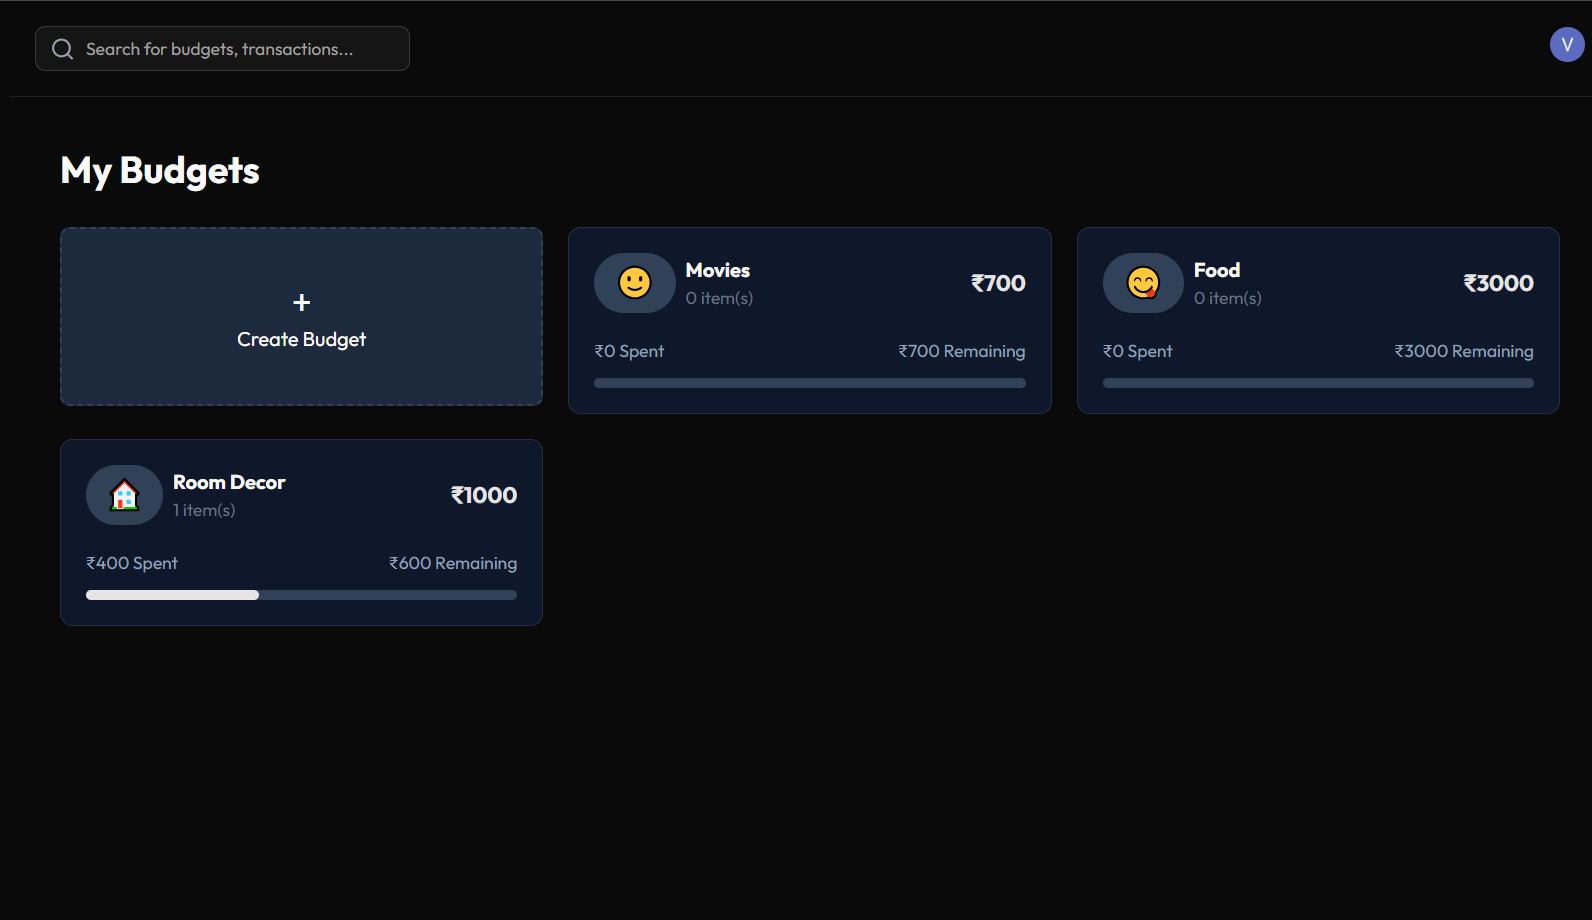 Search for budgets, transactions...
V
My Budgets
+
Create Budget
Movies
0 item(s)
₹700
₹0 Spent
₹700 Remaining
Food
0 item(s)
₹3000
₹0 Spent
₹3000 Remaining
Room Decor
1 item(s)
₹1000
₹400 Spent
₹600 Remaining